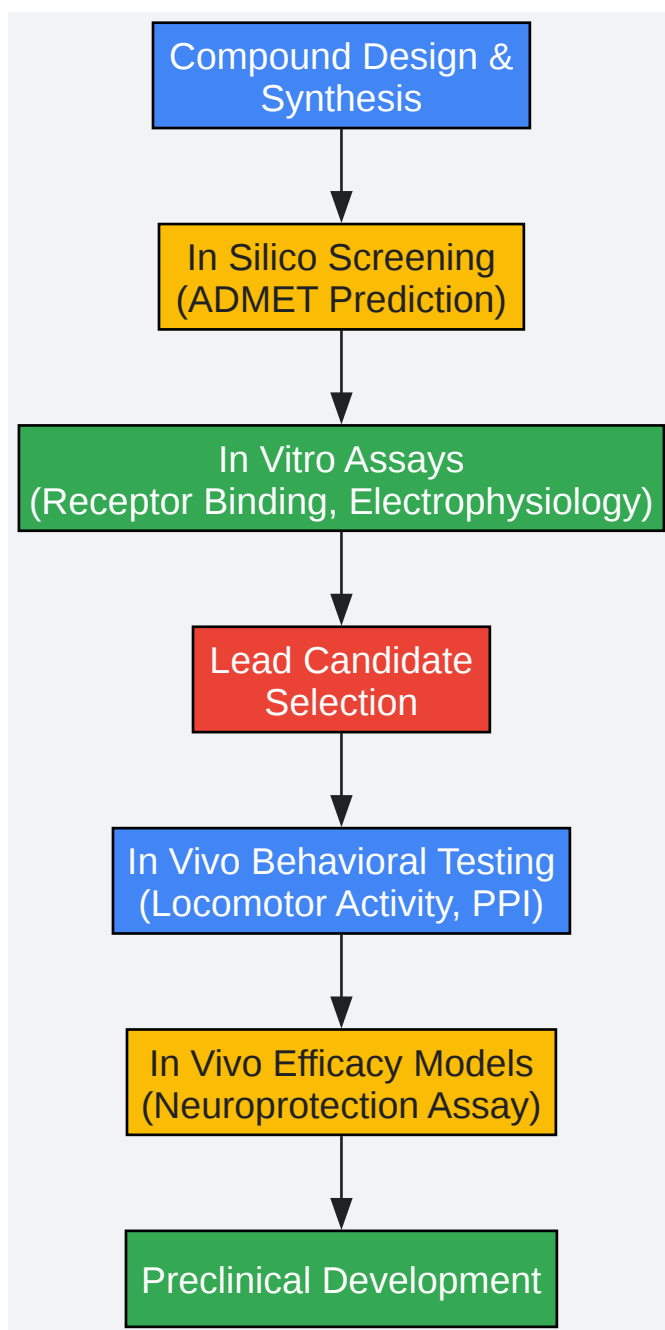 Compound Design &
Synthesis
In Silico Screening
(ADMET Prediction)
In Vitro Assays
(Receptor Binding, Electrophysiology)
Lead Candidate
Selection
In Vivo Behavioral Testing
(Locomotor Activity, PPI)
In Vivo Efficacy Models
(Neuroprotection Assay)
Preclinical Development